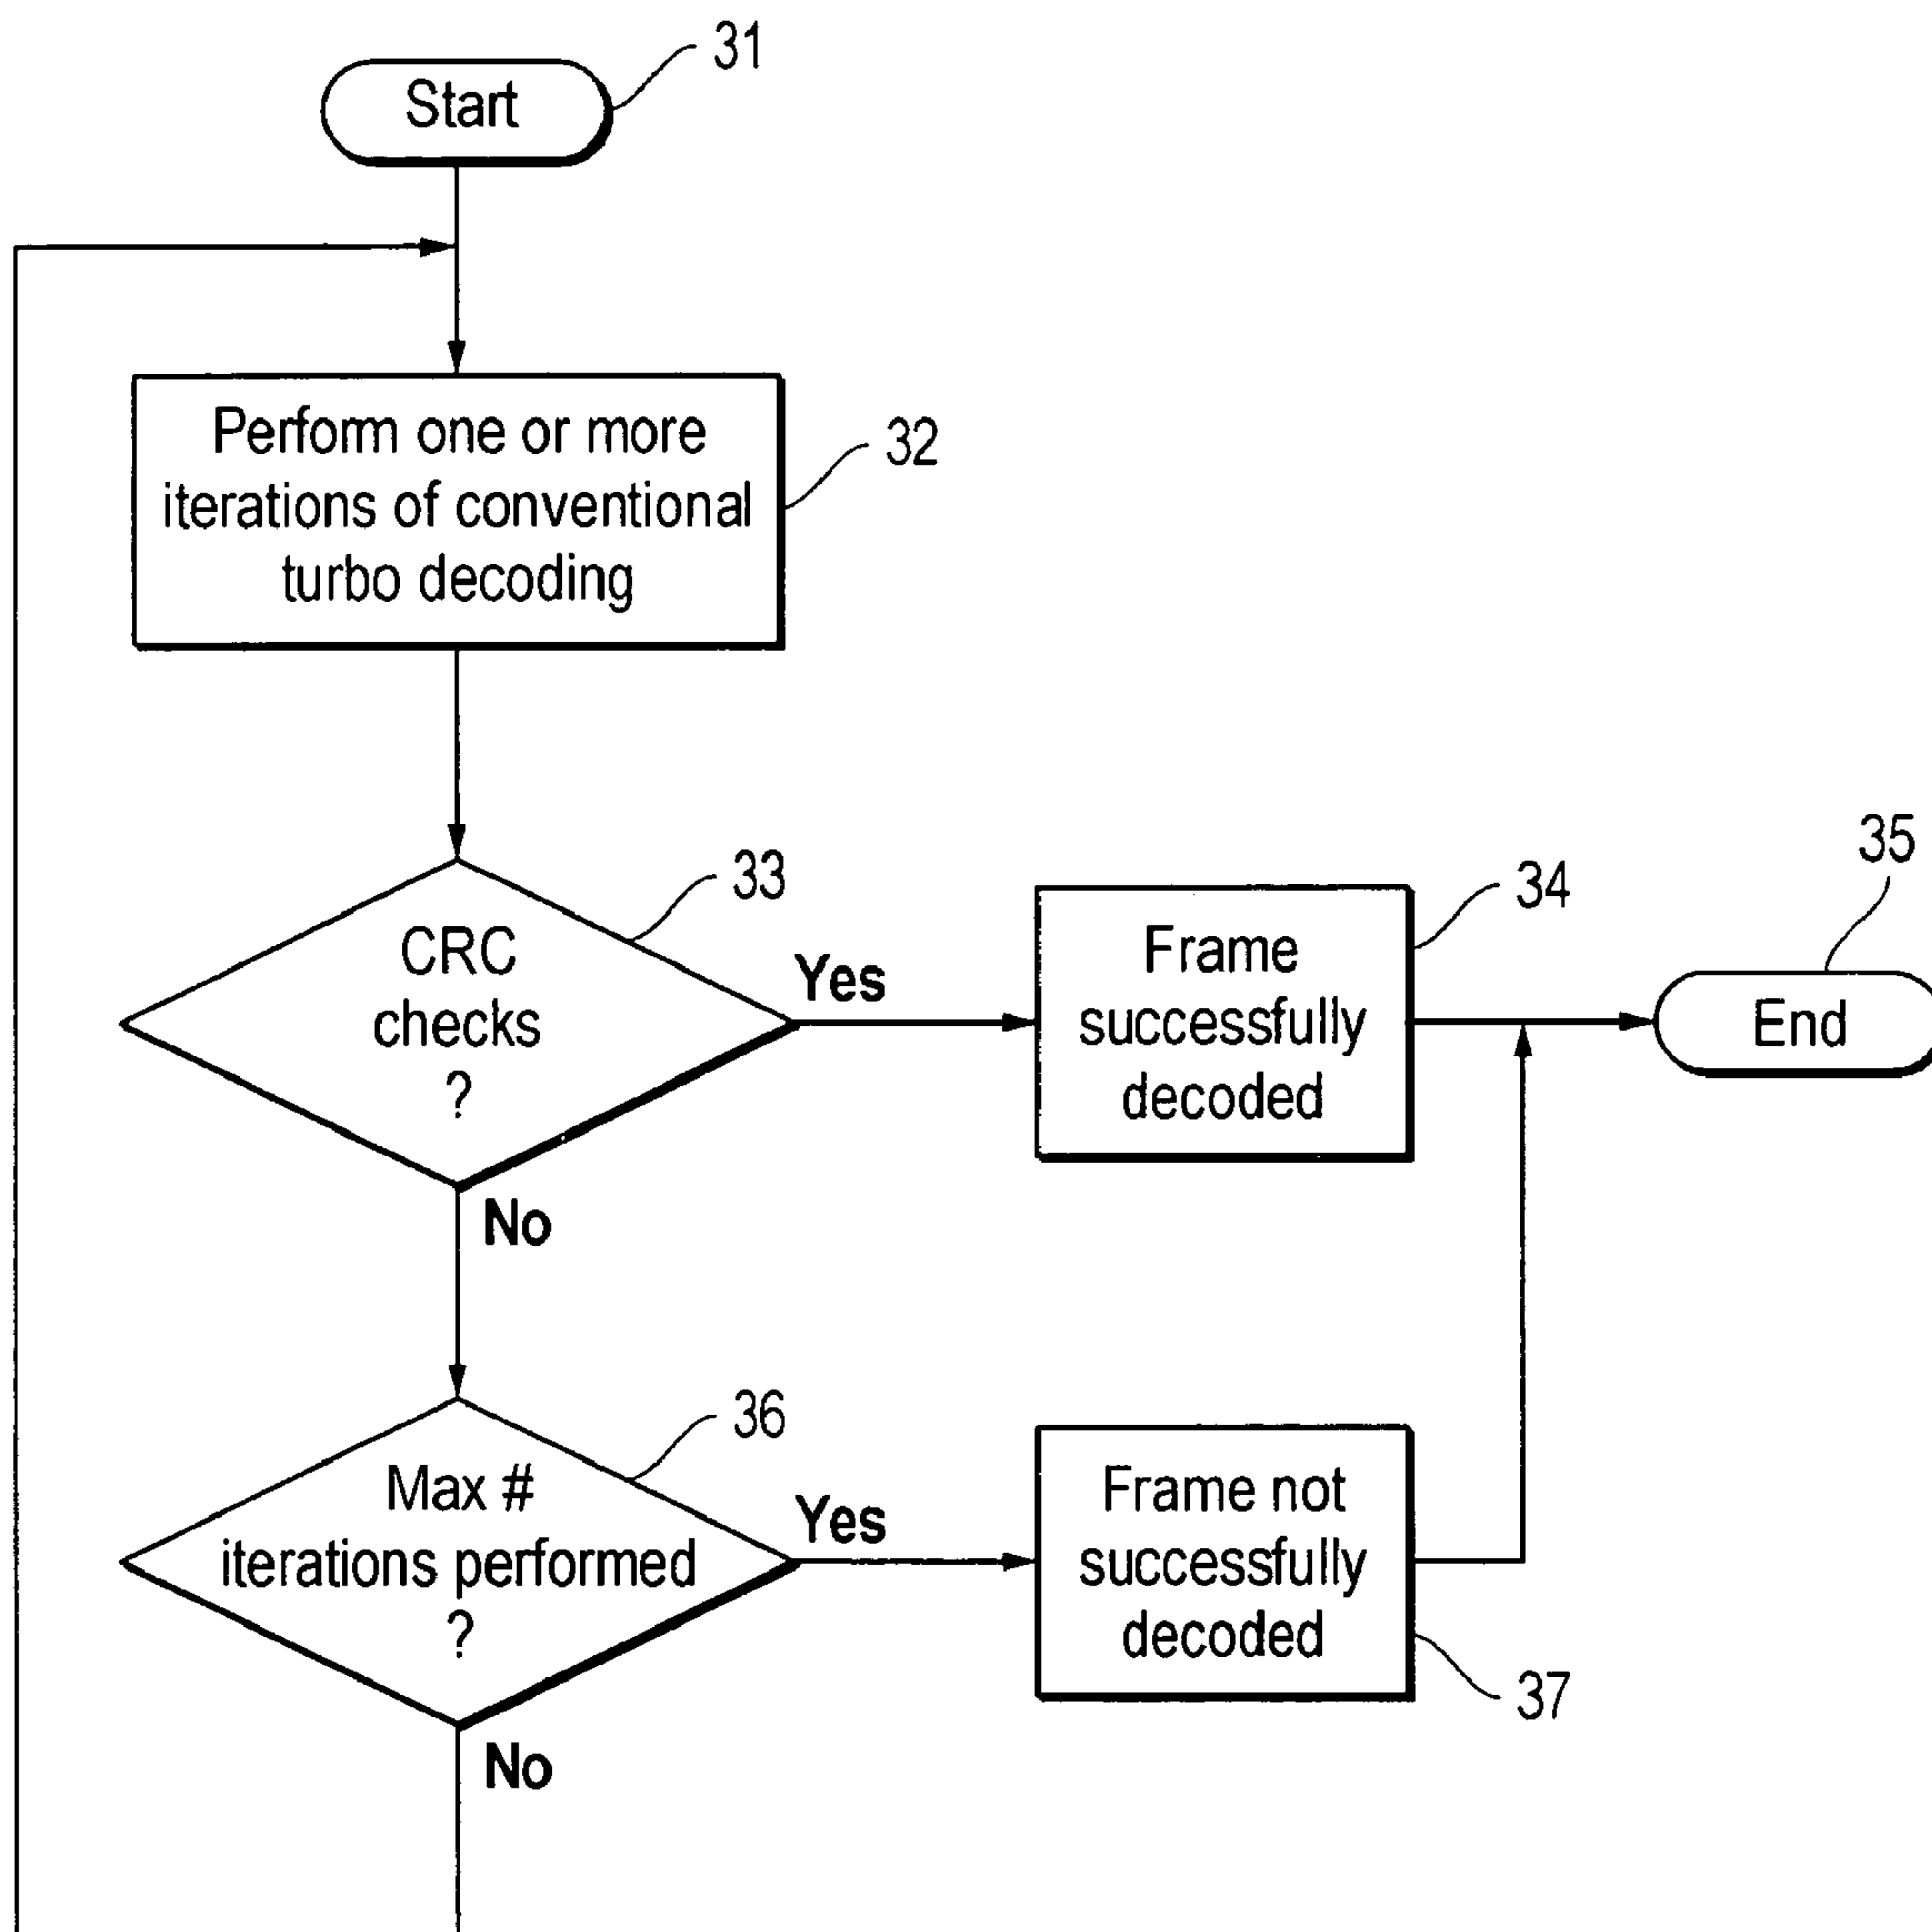 31
Start
Perform one or more
iterations of conventional
turbo decoding
32
CRC
checks
?
33
Yes
No
Frame
successfully
decoded
34
35
End
Max #
iterations performed
?
36
Yes
No
Frame not
successfully
decoded
37